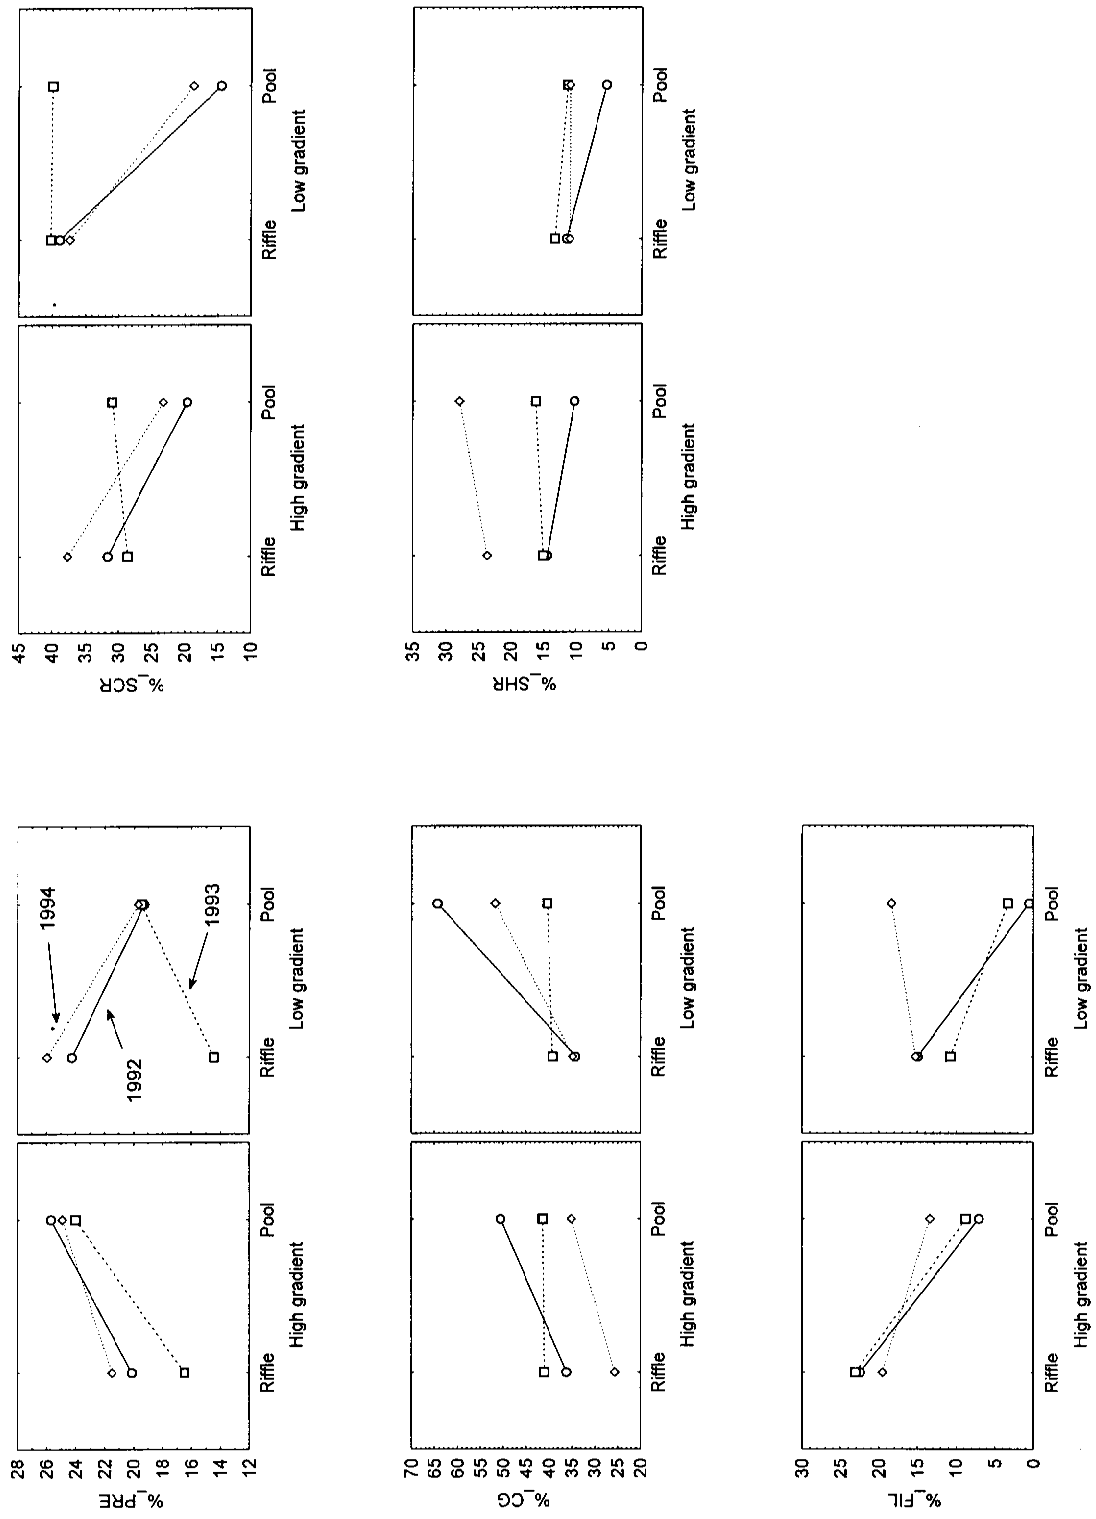 %_PRE
28 26 24 22 20 18 16 14 12
Riffle Pool
High gradient
1994
1992
1993
Riffle Pool
Low gradient
%_SCR
45 40 35 30 25 20 15 10
Riffle Pool
High gradient
Riffle Pool
Low gradient
%_CG
70 65 60 55 50 45 40 35 30 25 20
Riffle Pool
High gradient
Riffle Pool
Low gradient
%_SHR
35 30 25 20 15 10 5 0
Riffle Pool
High gradient
Riffle Pool
Low gradient
%_FIL
30 25 20 15 10 5 0
Riffle Pool
High gradient
Riffle Pool
Low gradient